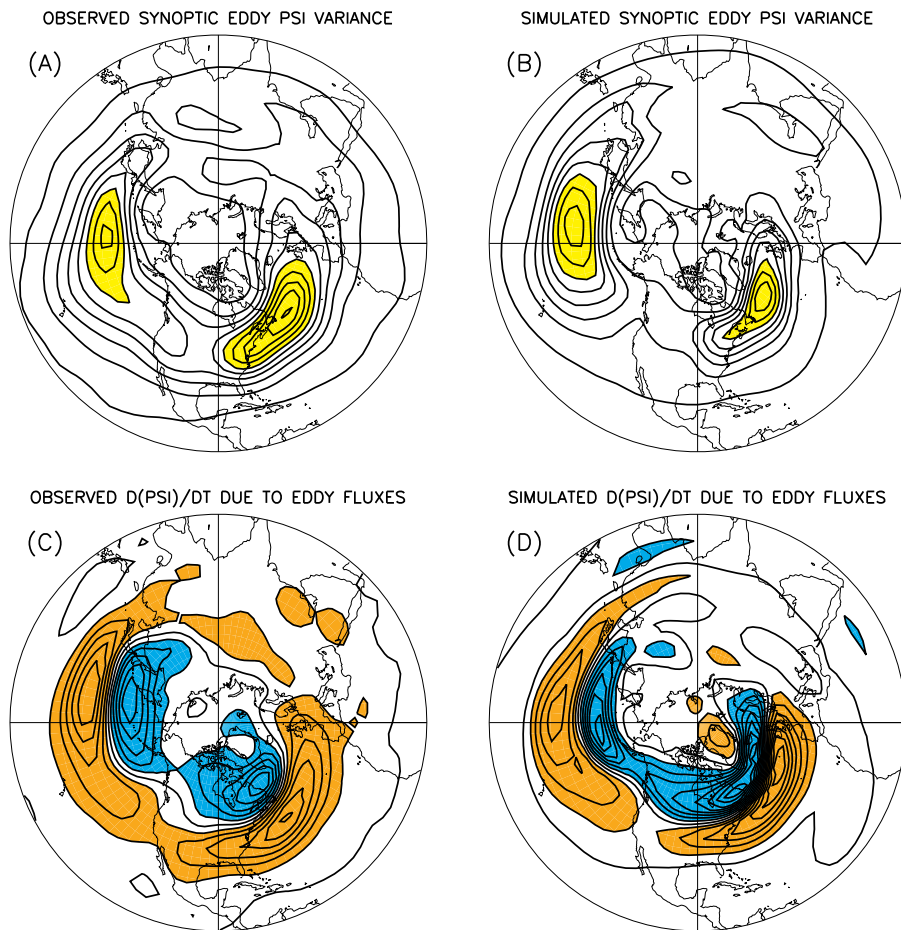 OBSERVED SYNOPTIC EDDY PSI VARIANCE
SIMULATED SYNOPTIC EDDY PSI VARIANCE
(A)
(B)
OBSERVED D(PSI)/DT DUE TO EDDY FLUXES
SIMULATED D(PSI)/DT DUE TO EDDY FLUXES
(C)
(D)